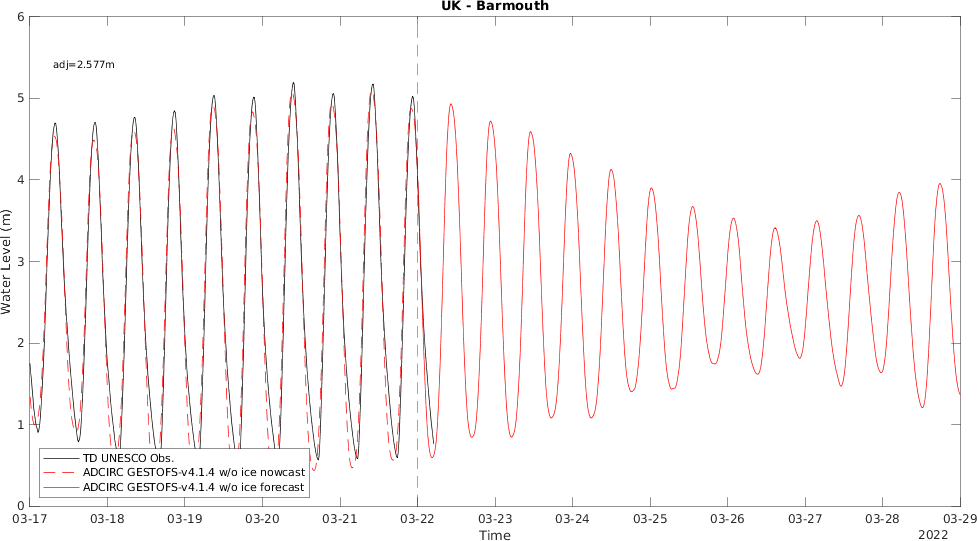 UK - Barmouth
6
adj=2.577m
5
4
3
Water Level (m)
2
1
TD UNESCO Obs.
ADCIRC GESTOFS-v4.1.4 w/o ice nowcast
ADCIRC GESTOFS-v4.1.4 w/o ice forecast
0
03-17 03-18 03-19 03-20 03-21 03-22 03-23 03-24 03-25 03-26 03-27 03-28 03-29
Time
2022